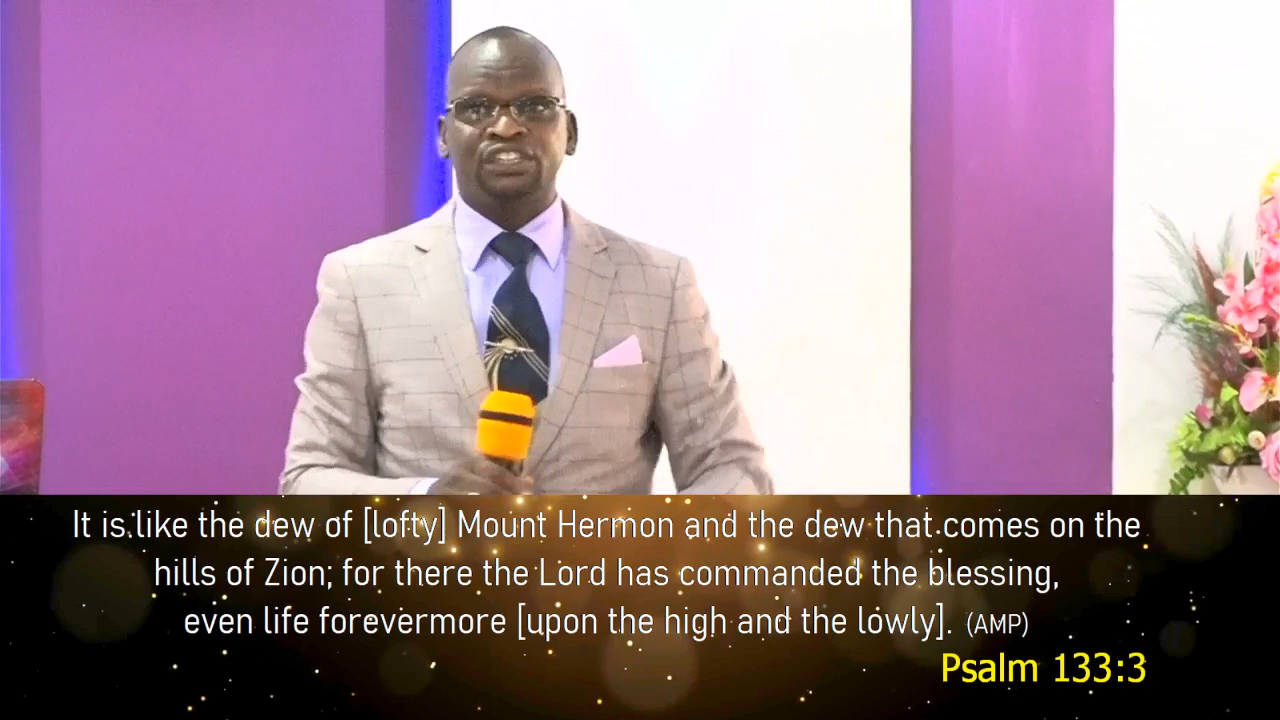 It is like the dew of [lofty] Mount Hermon and the dew that comes on the
hills of Zion; for there the Lord has commanded the blessing,
even life forevermore [upon the high and the lowly]. (AMP)
Psalm 133:3